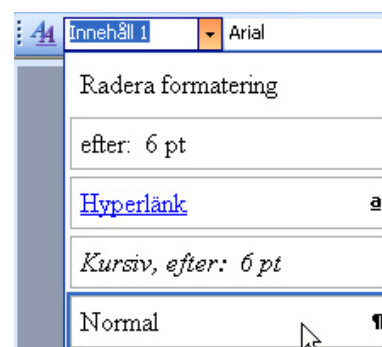 Innehåll 1 Arial
Radera formatering
efter: 6 pt
Hyperlänk a
Kursiv, efter: 6 pt
Normal ¶